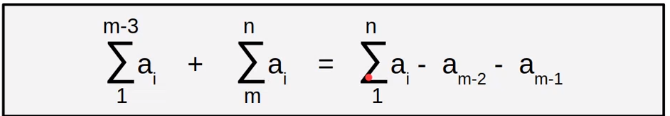 m-3 n n
∑ aᵢ + ∑ aᵢ = ∑ aᵢ - aₘ₋₂ - aₘ₋₁
1 m 1